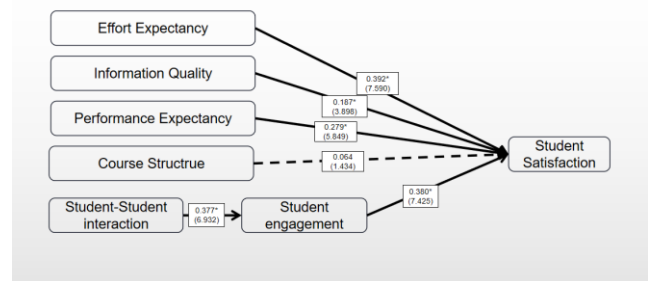 Effort Expectancy
Information Quality
Performance Expectancy
Course Structrue
Student-Student
interaction
Student
engagement
Student
Satisfaction
0.392*
(7.590)
0.187*
(3.898)
0.279*
(5.849)
0.064
(1.434)
0.377*
(6.932)
0.380*
(7.425)